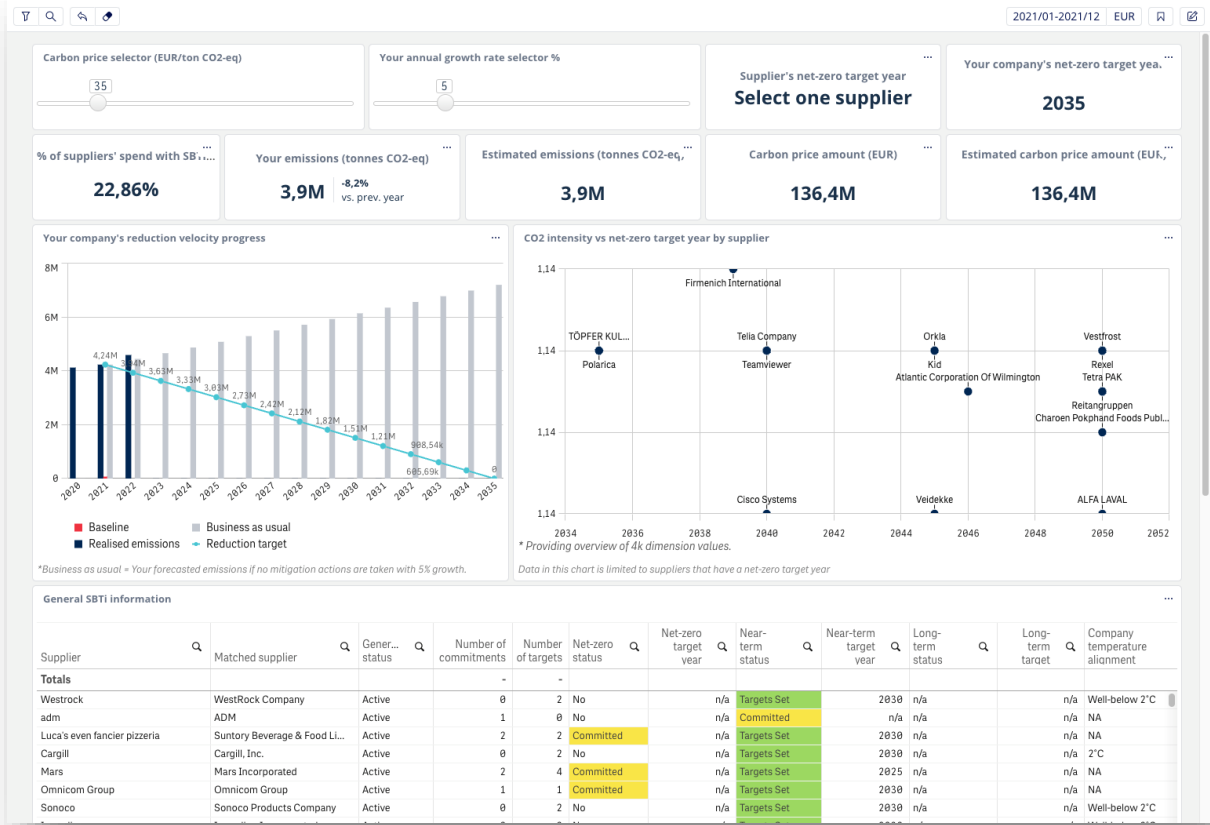 2021/01-2021/12 EUR
Carbon price selector (EUR/ton CO2-eq)
35
Your annual growth rate selector %
5
Supplier's net-zero target year
Select one supplier
Your company's net-zero target yea.
2035
% of suppliers' spend with SBT...
22,86%
Your emissions (tonnes CO2-eq)
3,9M
-8,2%
vs. prev. year
Estimated emissions (tonnes CO2-eq,
3,9M
Carbon price amount (EUR)
136,4M
Estimated carbon price amount (EUR,
136,4M
Your company's reduction velocity progress
8M
6M
4M
2M
0
4,24M
3,94M
3,63M
3,33M
3,03M
2,73M
2,42M
2,12M
1,82M
1,51M
1,21M
908,54k
605,69k
0
2020 2021 2022 2023 2024 2025 2026 2027 2028 2029 2030 2031 2032 2033 2034 2035
Baseline
Business as usual
Realised emissions
Reduction target
*Business as usual = Your forecasted emissions if no mitigation actions are taken with 5% growth.
CO2 intensity vs net-zero target year by supplier
1,14
1,14
1,14
1,14
Firmenich International
TÖPFER KUL...
Polarica
Telia Company
Teamviewer
Orkla
Kid
Atlantic Corporation Of Wilmington
Vestfrost
Rexel
Tetra PAK
Reitangruppen
Charoen Pokphand Foods Publ...
Cisco Systems
Veidekke
ALFA LAVAL
2034 2036 2038 2040 2042 2044 2046 2048 2050 2052
* Providing overview of 4k dimension values.
Data in this chart is limited to suppliers that have a net-zero target year
General SBTi information
Supplier
Matched supplier
Gener...
status
Number of
commitments
Number
of targets
Net-zero
status
Net-zero
target
year
Near-
term
status
Near-term
target
year
Long-
term
status
Long-
term
target
Company
temperature
alignment
Totals - -
Westrock WestRock Company Active 0 2 No n/a Targets Set 2030 n/a n/a Well-below 2°C
adm ADM Active 1 0 No n/a Committed n/a n/a n/a NA
Luca's even fancier pizzeria Suntory Beverage & Food Li... Active 2 2 Committed n/a Targets Set 2030 n/a n/a NA
Cargill Cargill, Inc. Active 0 2 No n/a Targets Set 2030 n/a n/a 2°C
Mars Mars Incorporated Active 2 4 Committed n/a Targets Set 2025 n/a n/a NA
Omnicom Group Omnicom Group Active 1 1 Committed n/a Targets Set 2030 n/a n/a NA
Sonoco Sonoco Products Company Active 0 2 No n/a Targets Set 2030 n/a n/a Well-below 2°C